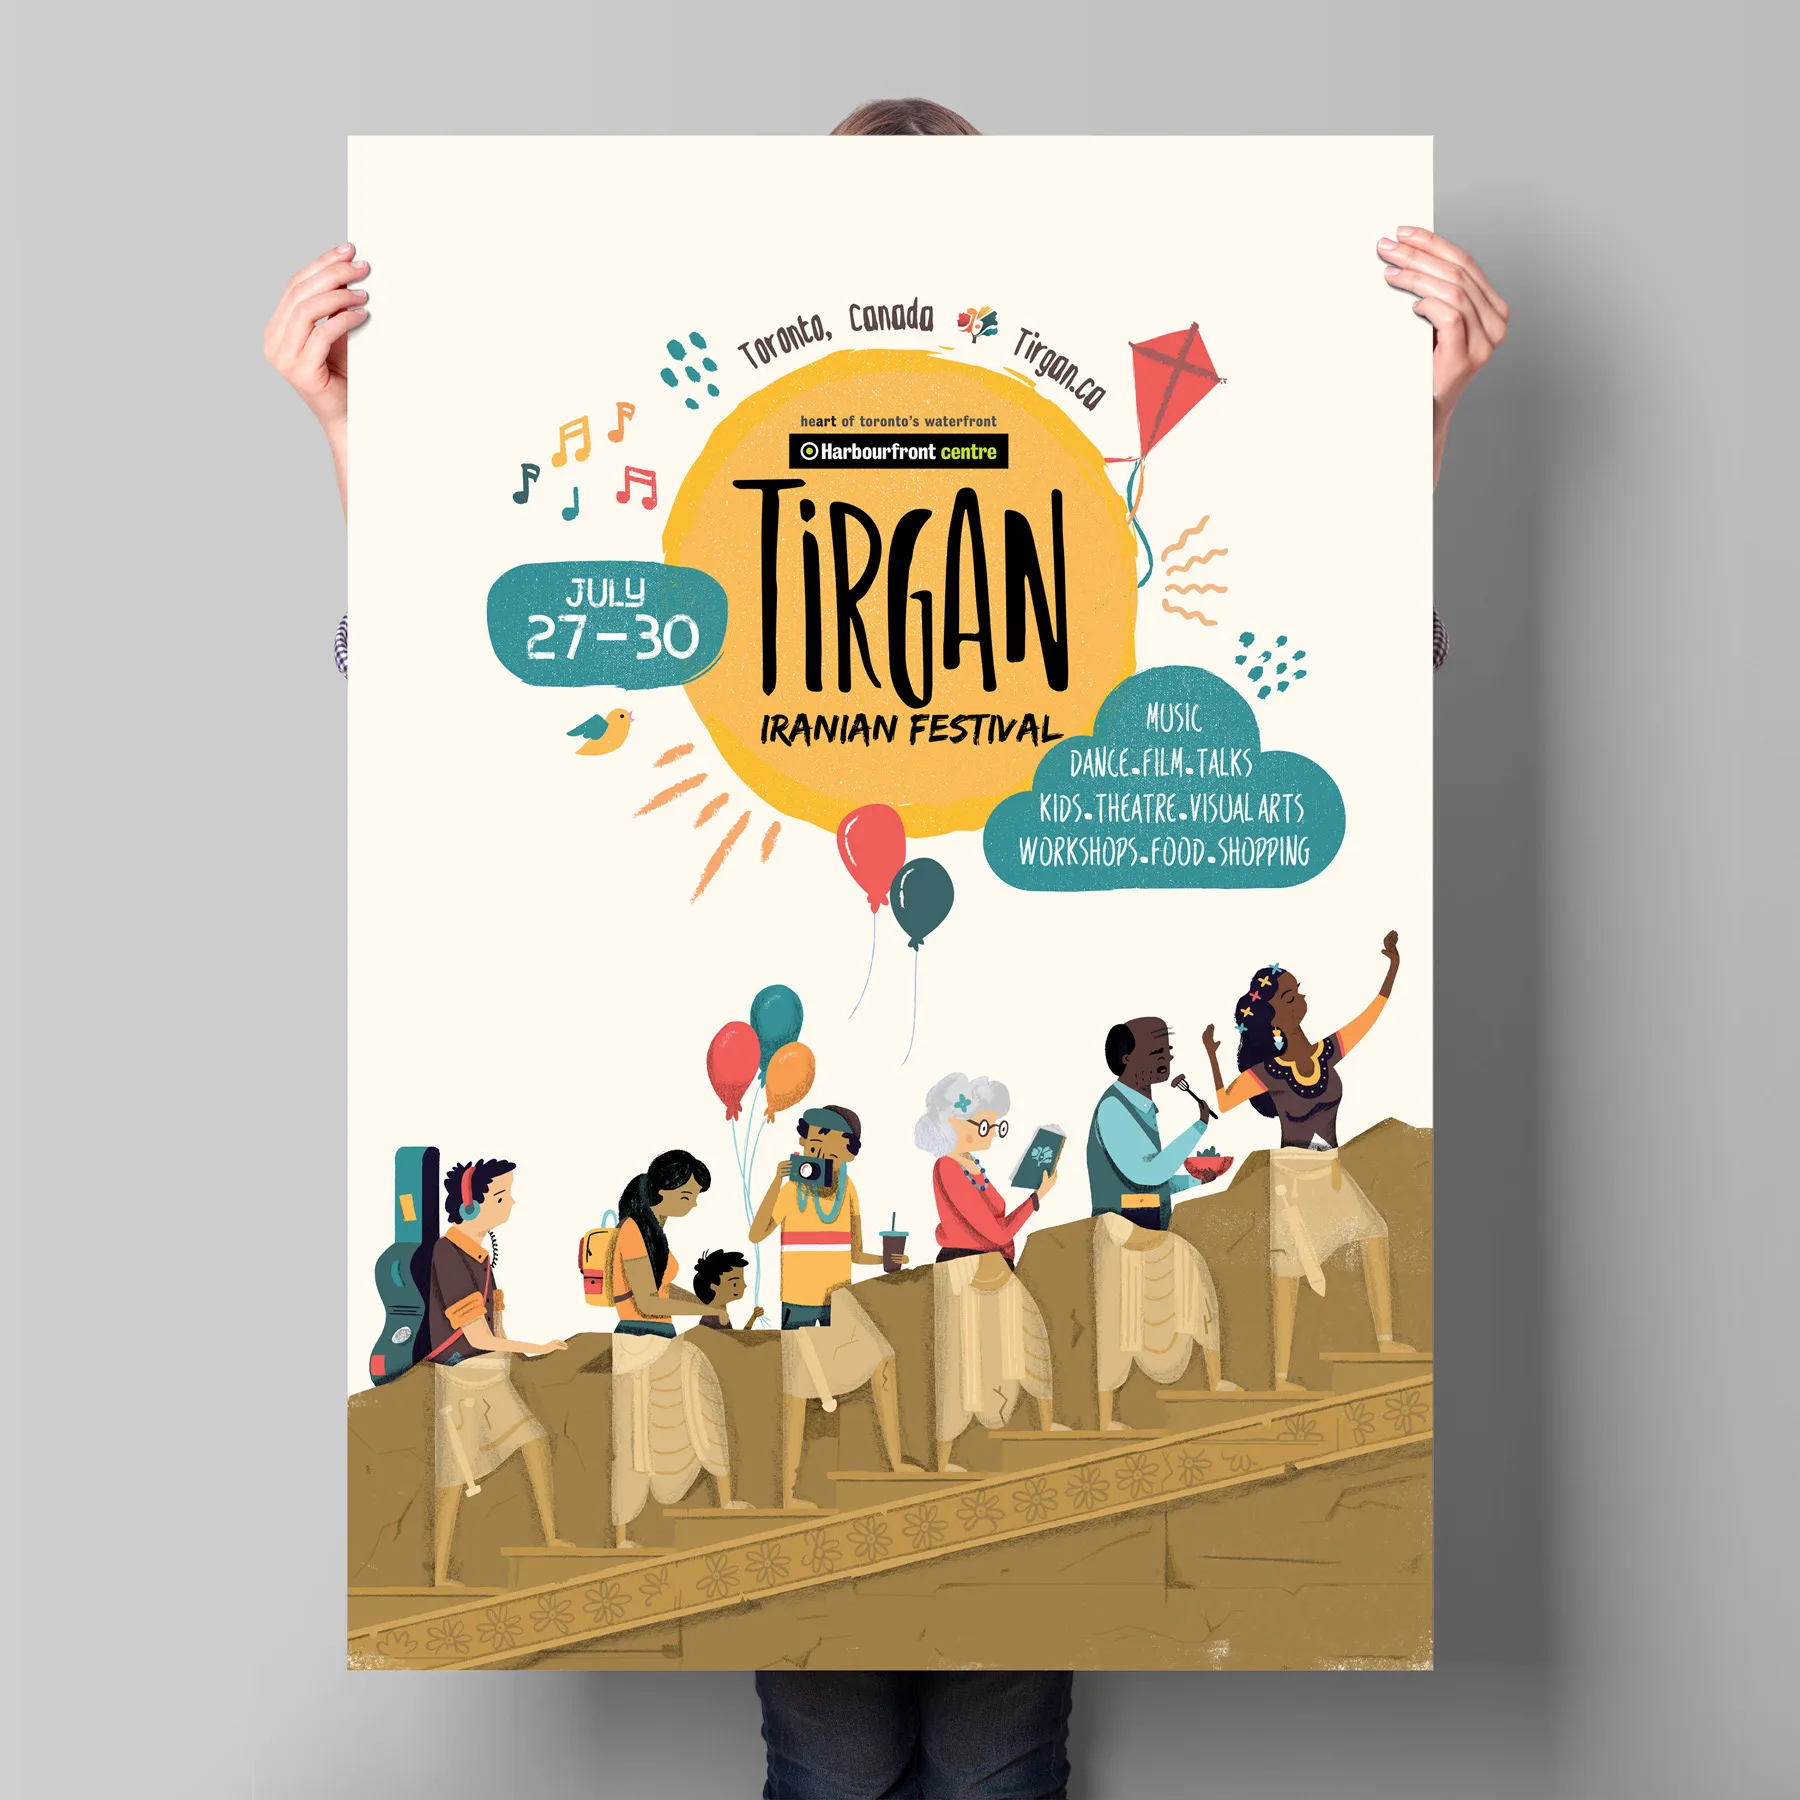 Toronto, Canada
Tirgan.ca
heart of toronto's waterfront
Harbourfront centre
TiRGAN
IRANIAN FESTIVAL
JULY
27-30
MUSIC
DANCE.FILM.TALKS
KIDS.THEATRE.VISUAL ARTS
WORKSHOPS.FOOD.SHOPPING